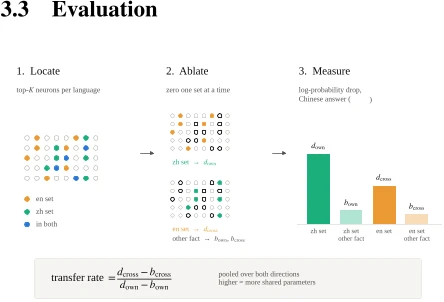 3.3 Evaluation
1. Locate
top-K neurons per language
en set
zh set
in both
2. Ablate
zero one set at a time
zh set → d_own
en set → d_cross
other fact → b_own, b_cross
3. Measure
log-probability drop,
Chinese answer ( )
d_own
b_own
d_cross
b_cross
zh set
zh set
other fact
en set
en set
other fact
transfer rate = (d_cross − b_cross) / (d_own − b_own)
pooled over both directions
higher = more shared parameters